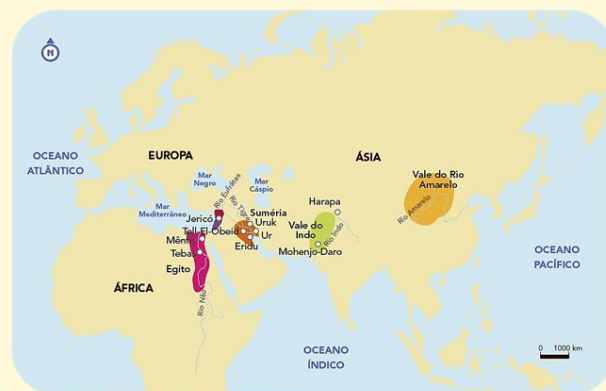 N
OCEANO
ATLÂNTICO
EUROPA
ÁSIA
Mar
Negro
Mar
Cáspio
Mar
Mediterrâneo
Rio Eufrates
Rio Tigre
Jericó
Suméria
Uruk
Tell-El-Obeid
Ur
Eridu
Mênfis
Tebas
Egito
Rio Nilo
ÁFRICA
Harapa
Vale do
Indo
Rio Indo
Mohenjo-Daro
Vale do Rio
Amarelo
Rio Amarelo
OCEANO
PACÍFICO
OCEANO
ÍNDICO
0 1000 km